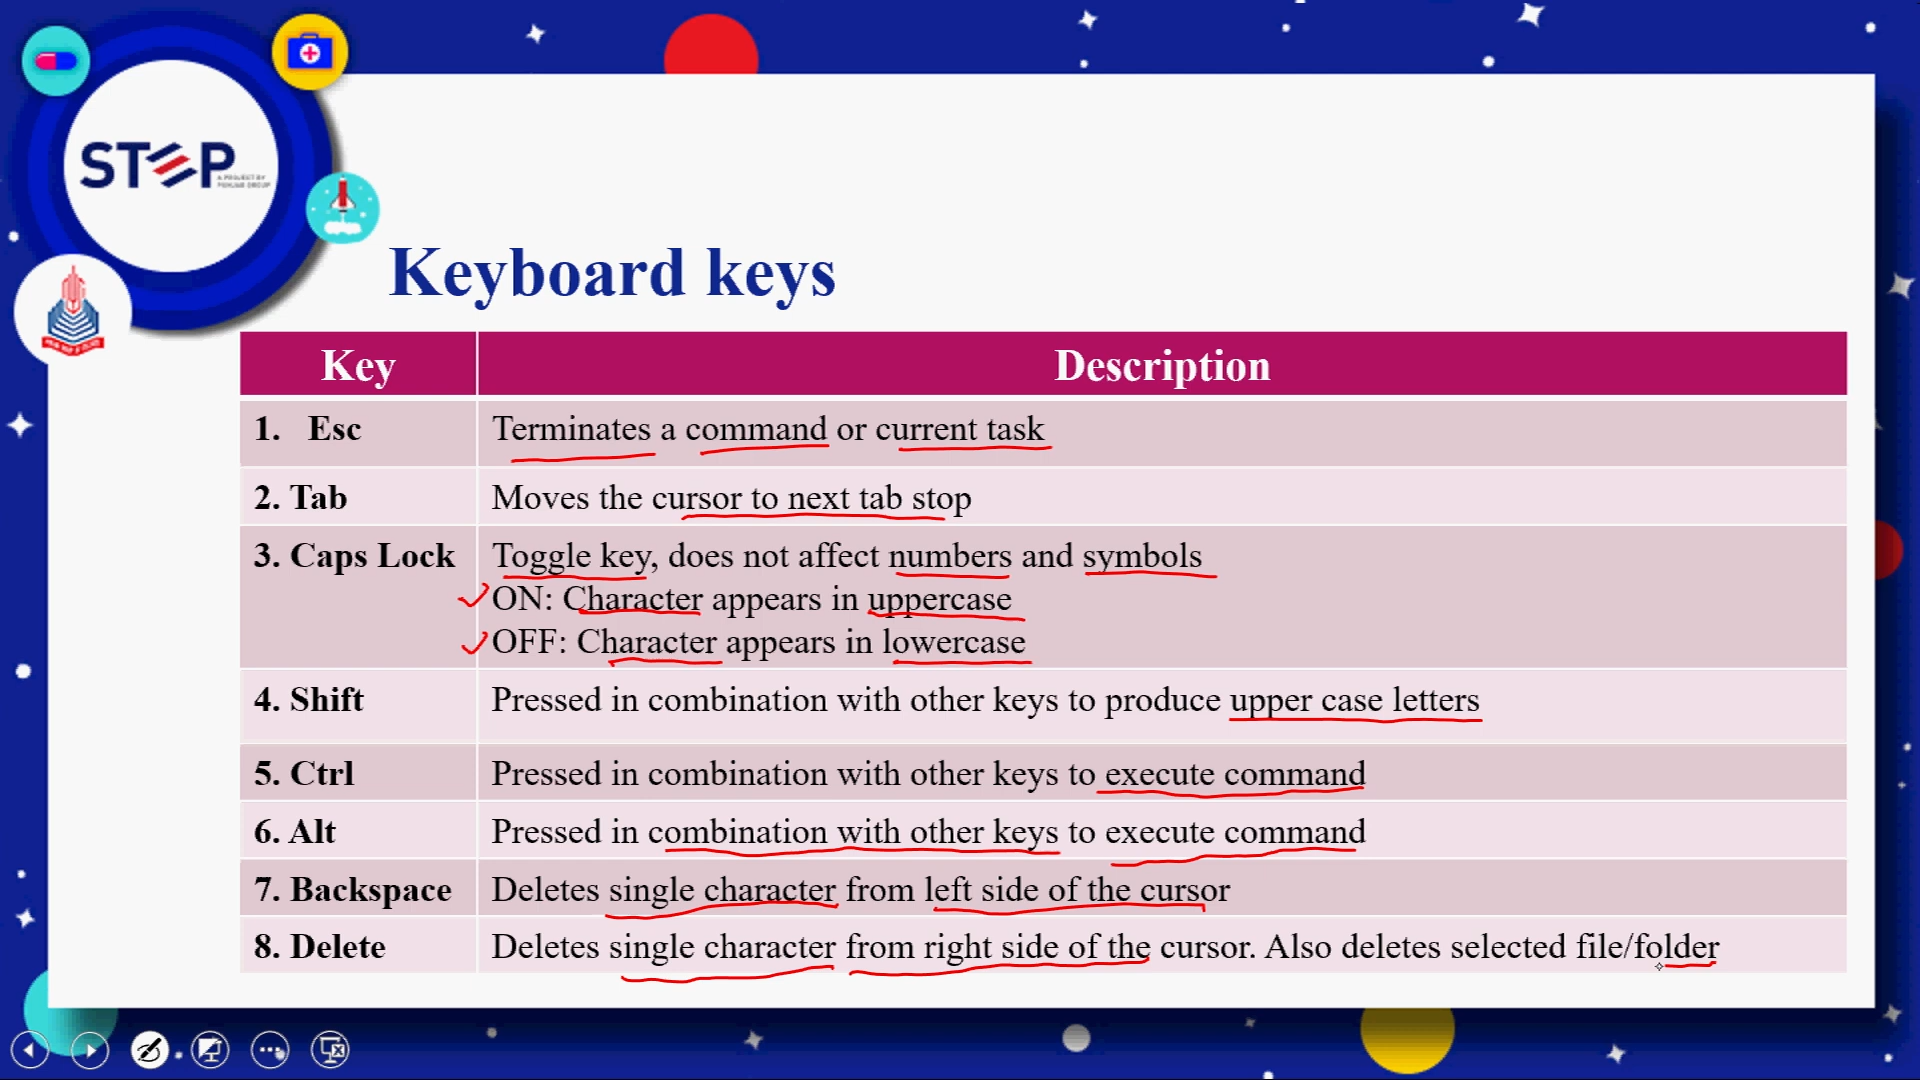 STEP
A PROJECT BY
PUNJAB GROUP
Keyboard keys
Key Description
1. Esc Terminates a command or current task
2. Tab Moves the cursor to next tab stop
3. Caps Lock Toggle key, does not affect numbers and symbols
ON: Character appears in uppercase
OFF: Character appears in lowercase
4. Shift Pressed in combination with other keys to produce upper case letters
5. Ctrl Pressed in combination with other keys to execute command
6. Alt Pressed in combination with other keys to execute command
7. Backspace Deletes single character from left side of the cursor
8. Delete Deletes single character from right side of the cursor. Also deletes selected file/folder